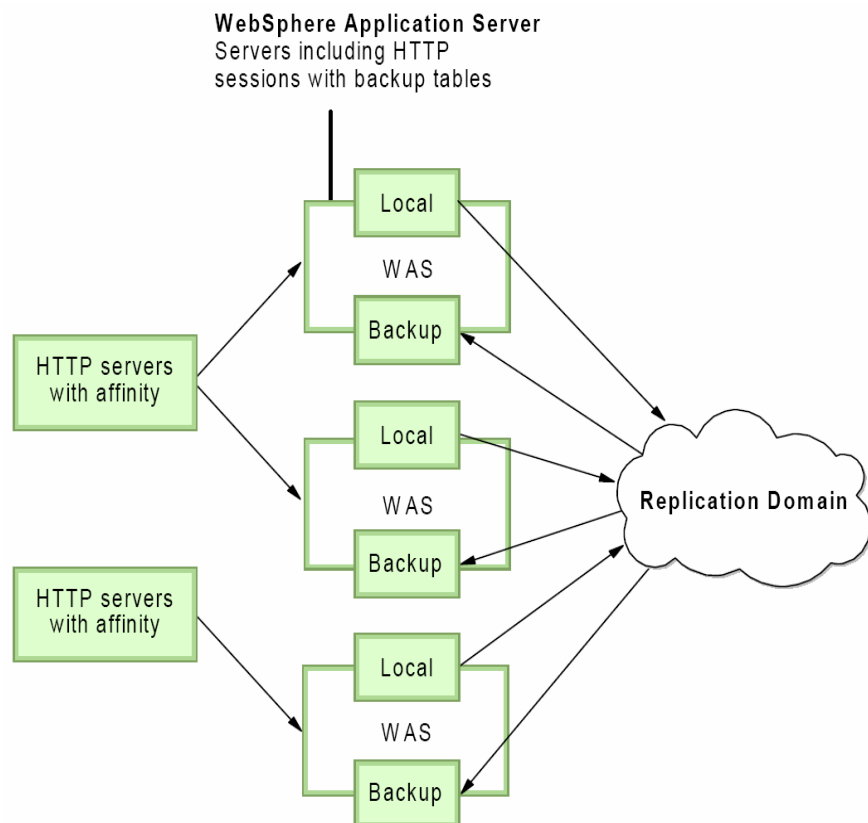 WebSphere Application Server
Servers including HTTP
sessions with backup tables
Local
WAS
Backup
HTTP servers
with affinity
Local
WAS
Backup
Replication Domain
HTTP servers
with affinity
Local
WAS
Backup